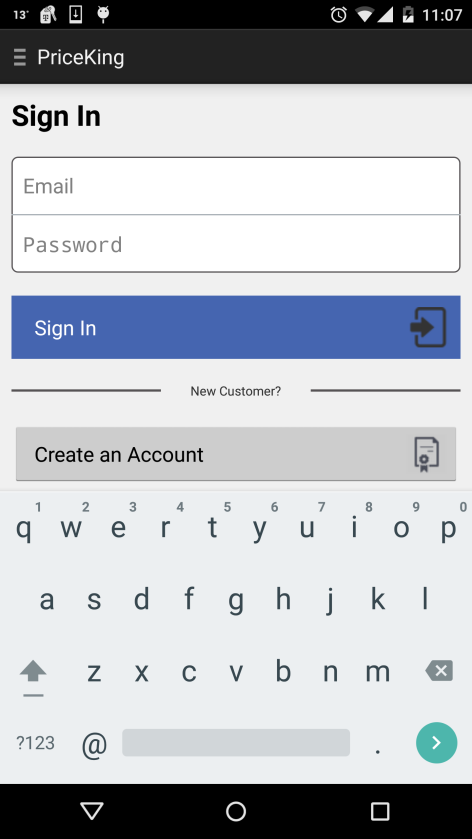 13° 11:07
PriceKing
Sign In
Email
Password
Sign In
New Customer?
Create an Account
1 2 3 4 5 6 7 8 9 0
q w e r t y u i o p
a s d f g h j k l
z x c v b n m
?123 @ .